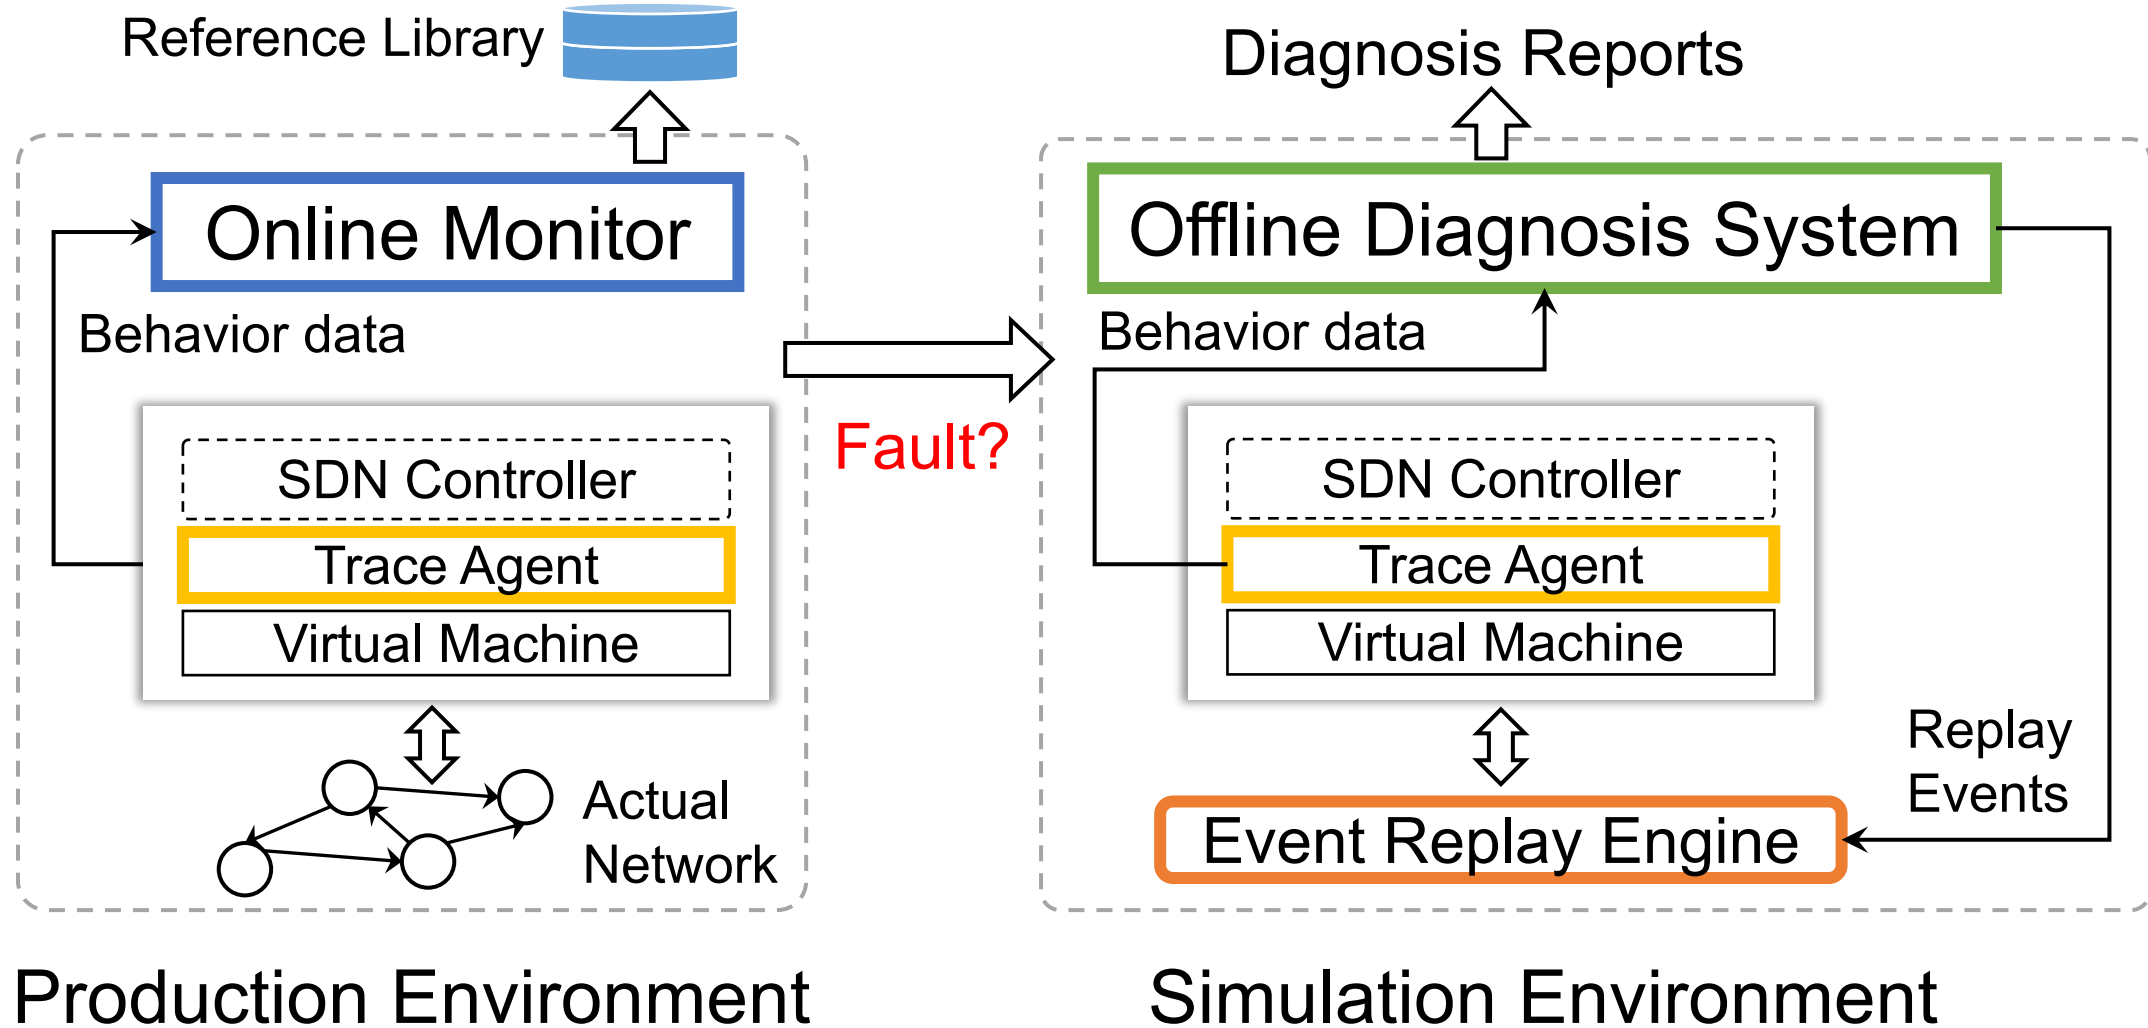 Reference Library
Online Monitor
Behavior data
SDN Controller
Trace Agent
Virtual Machine
Actual
Network
Production Environment
Fault?
Diagnosis Reports
Offline Diagnosis System
Behavior data
SDN Controller
Trace Agent
Virtual Machine
Replay
Events
Event Replay Engine
Simulation Environment